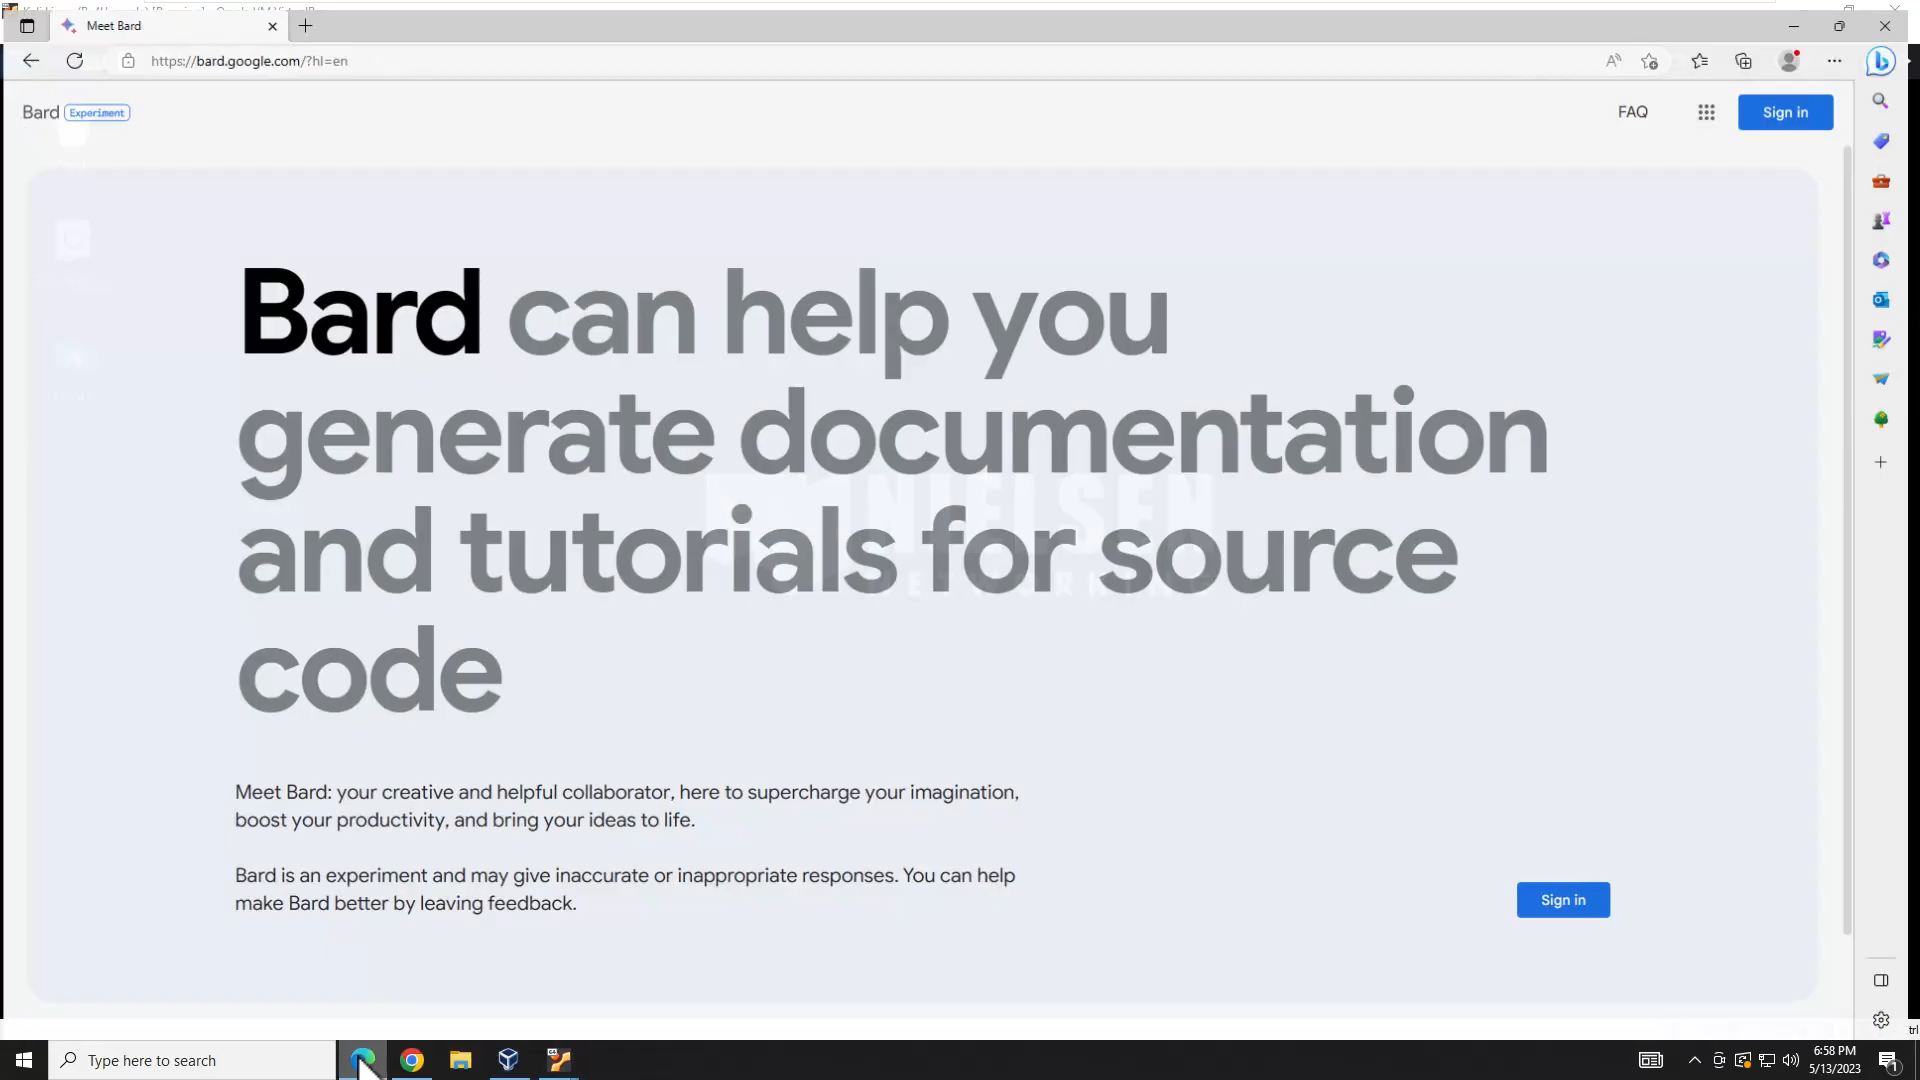 Meet Bard
https://bard.google.com/?hl=en
Bard Experiment
FAQ
Sign in
Bard can help you
generate documentation
and tutorials for source
code
NIELSEN
NETWORKING
Meet Bard: your creative and helpful collaborator, here to supercharge your imagination,
boost your productivity, and bring your ideas to life.
Bard is an experiment and may give inaccurate or inappropriate responses. You can help
make Bard better by leaving feedback.
Sign in
trl
Type here to search
6:58 PM
5/13/2023
1